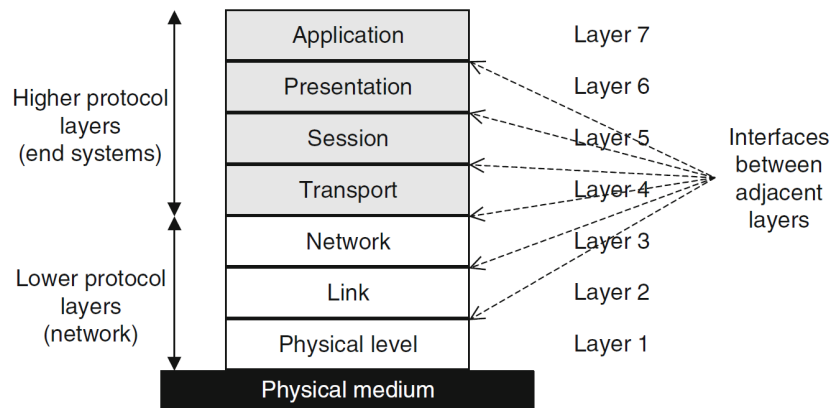 Application
Layer 7
Presentation
Layer 6
Higher protocol
layers
(end systems)
Session
Layer 5
Transport
Layer 4
Interfaces
between
adjacent
layers
Network
Layer 3
Lower protocol
layers
(network)
Link
Layer 2
Physical level
Layer 1
Physical medium